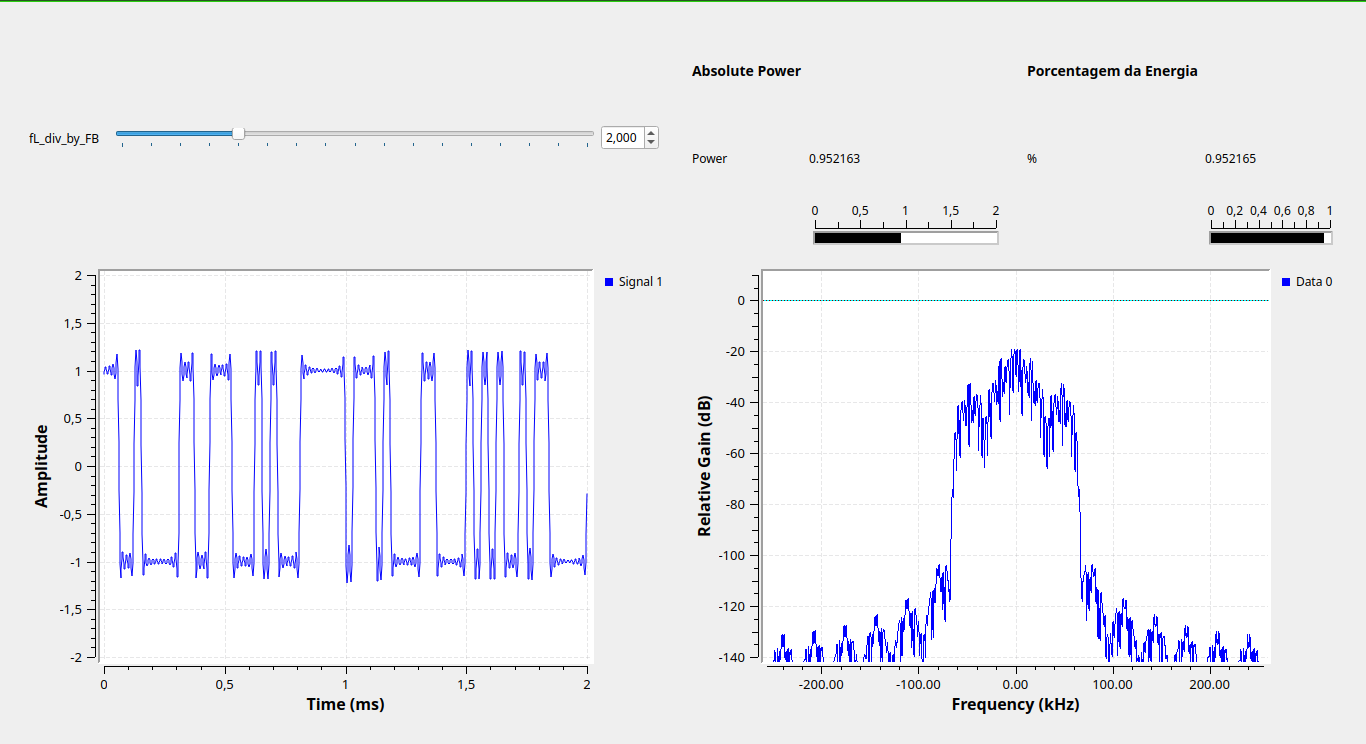 Absolute Power
Porcentagem da Energia
fL_div_by_FB
2,000
Power
0.952163
%
0.952165
0 0,5 1 1,5 2
0 0,2 0,4 0,6 0,8 1
Signal 1
2
1,5
1
0,5
0
-0,5
-1
-1,5
-2
Amplitude
0 0,5 1 1,5 2
Time (ms)
Data 0
0
-20
-40
-60
-80
-100
-120
-140
Relative Gain (dB)
-200.00 -100.00 0.00 100.00 200.00
Frequency (kHz)